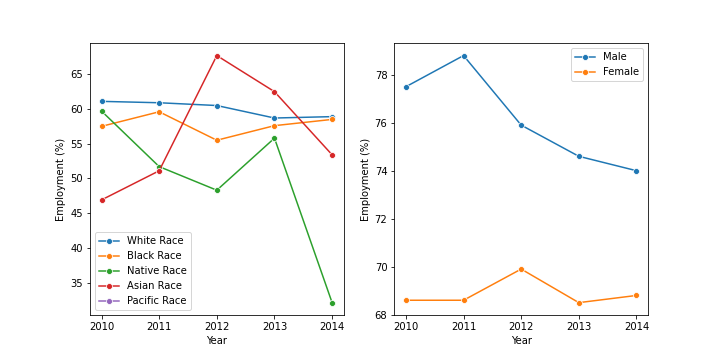 Employment (%)
65
60
55
50
45
40
35
White Race
Black Race
Native Race
Asian Race
Pacific Race
2010 2011 2012 2013 2014
Year
Employment (%)
78
76
74
72
70
68
Male
Female
2010 2011 2012 2013 2014
Year